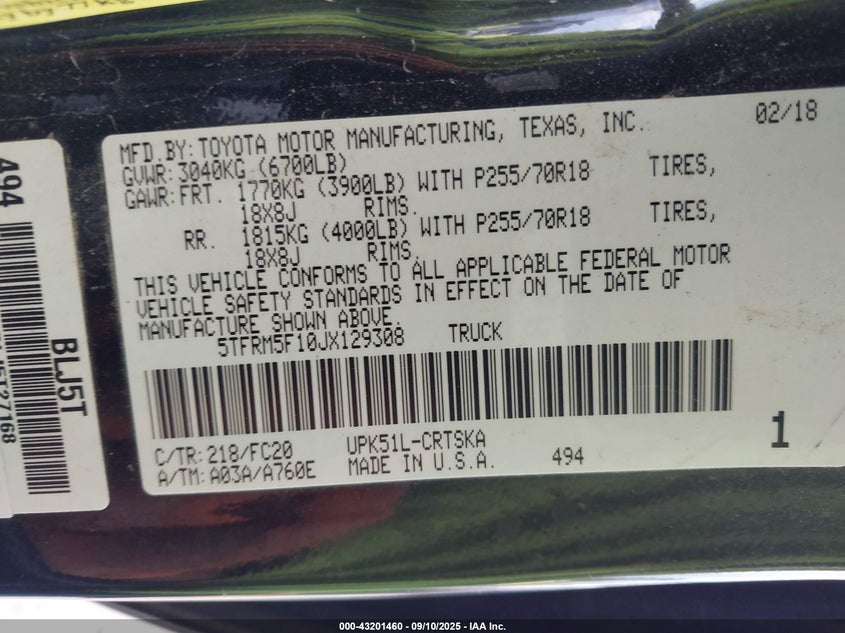 MFD.BY:TOYOTA MOTOR MANUFACTURING, TEXAS, INC. 02/18
GVWR:3040KG (6700LB)
GAWR:FRT. 1770KG (3900LB) WITH P255/70R18 TIRES,
18X8J RIMS.
RR. 1815KG (4000LB) WITH P255/70R18 TIRES,
18X8J RIMS.
THIS VEHICLE CONFORMS TO ALL APPLICABLE FEDERAL MOTOR
VEHICLE SAFETY STANDARDS IN EFFECT ON THE DATE OF
MANUFACTURE SHOWN ABOVE.
5TFRM5F10JX129308 TRUCK
C/TR:218/FC20 UPK51L-CRTSKA
A/TM:A03A/A760E MADE IN U.S.A. 494
1
494
BLJ5T
000-43201460 - 09/10/2025 - IAA Inc.